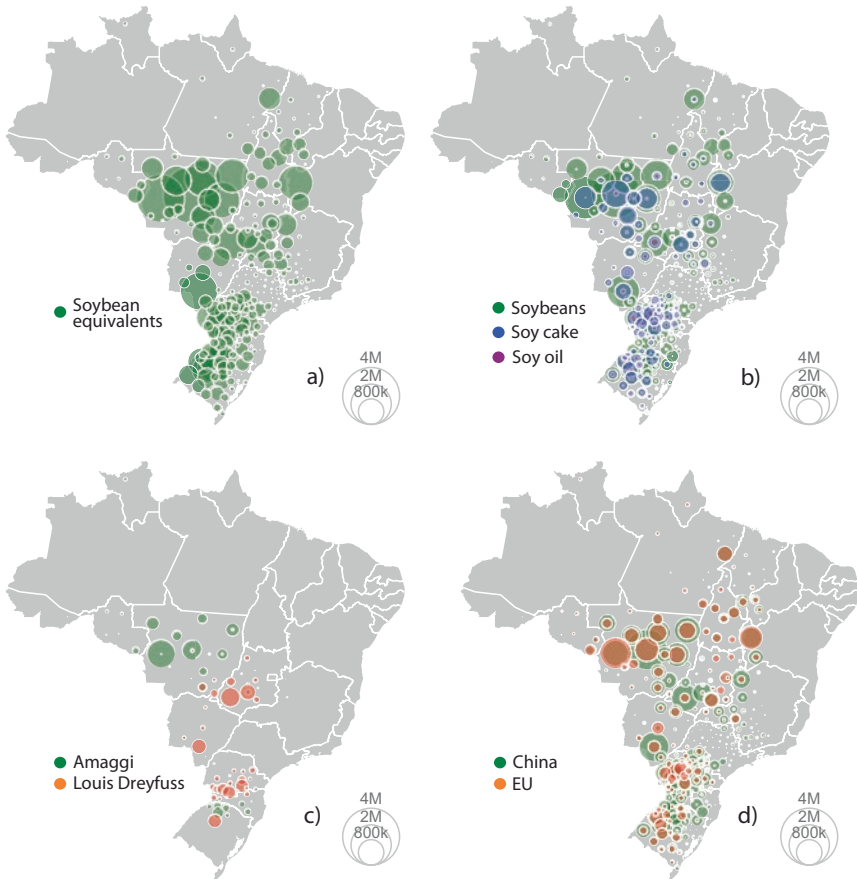 Soybean
equivalents
a)
4M
2M
800k
Soybeans
Soy cake
Soy oil
b)
4M
2M
800k
Amaggi
Louis Dreyfuss
c)
4M
2M
800k
China
EU
d)
4M
2M
800k